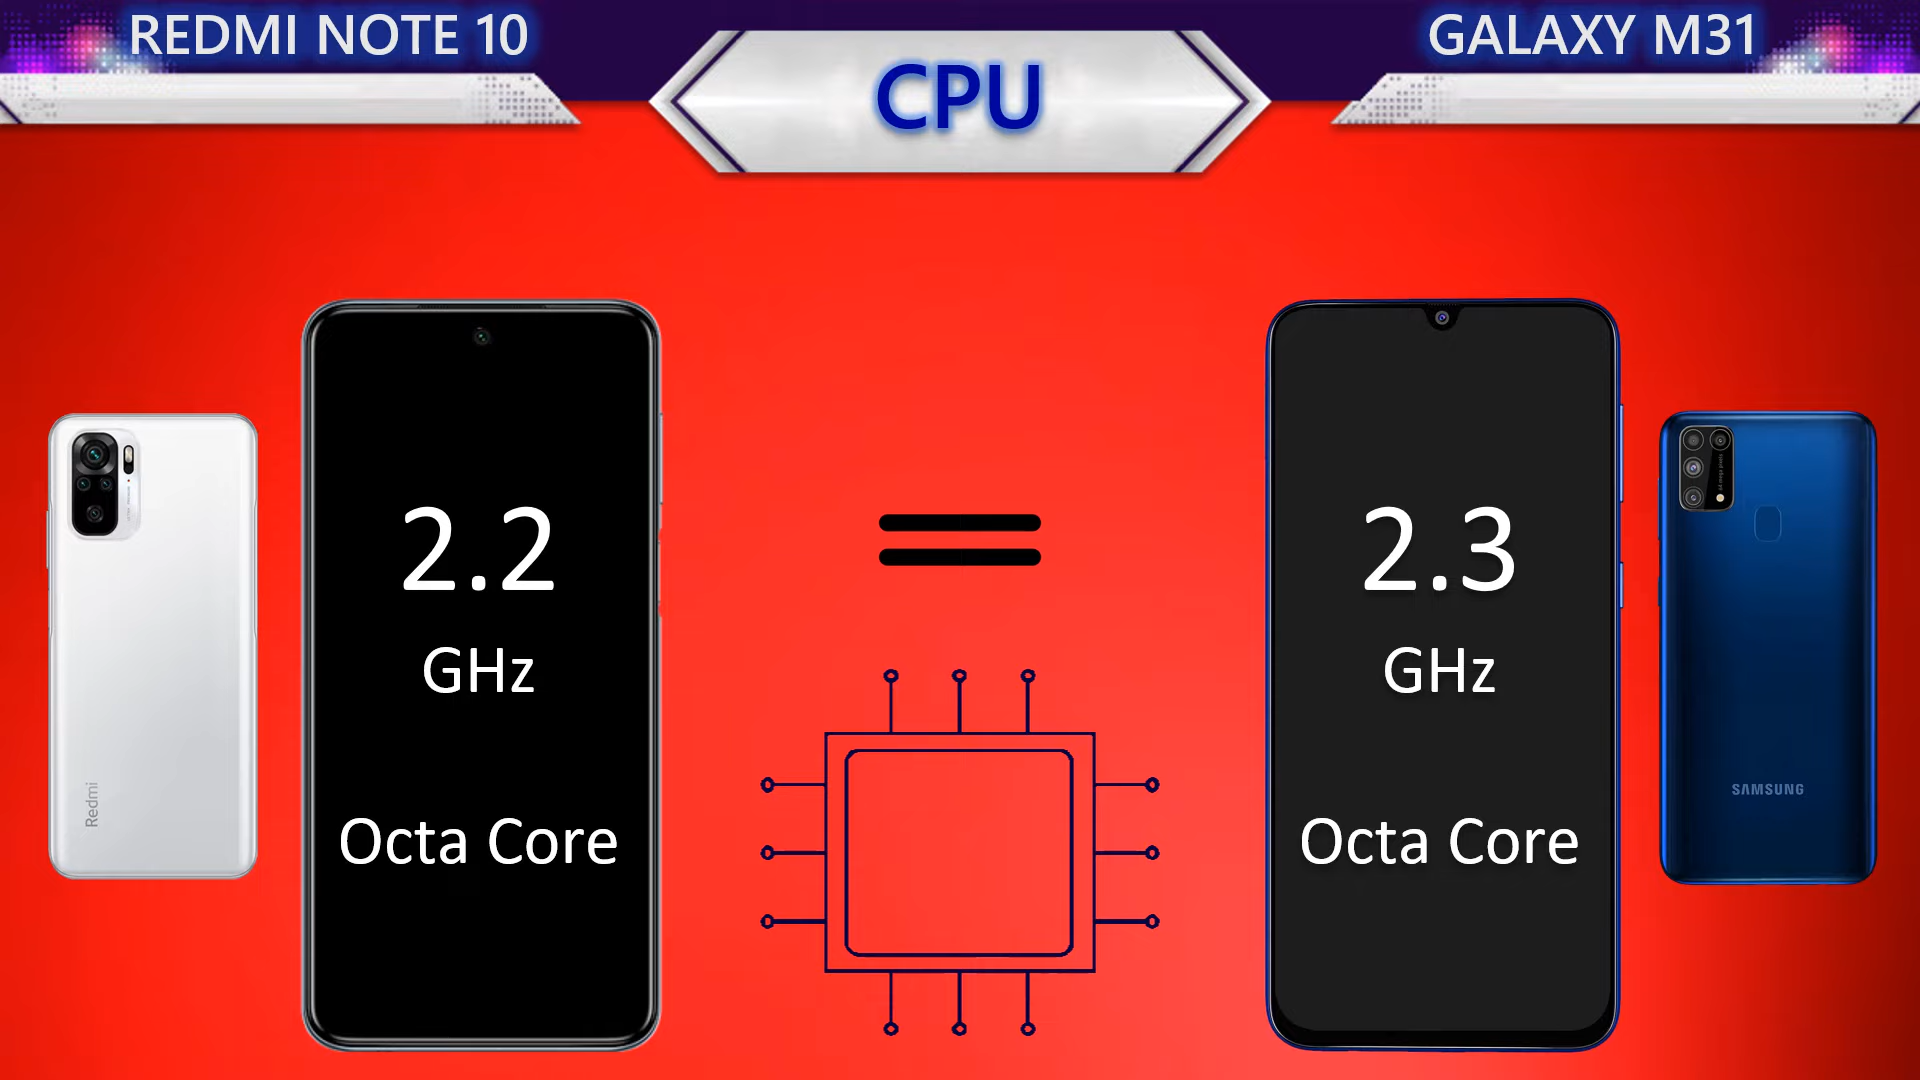 REDMI NOTE 10
GALAXY M31
CPU
2.2
GHz
Octa Core
2.3
GHz
Octa Core
Redmi
SAMSUNG